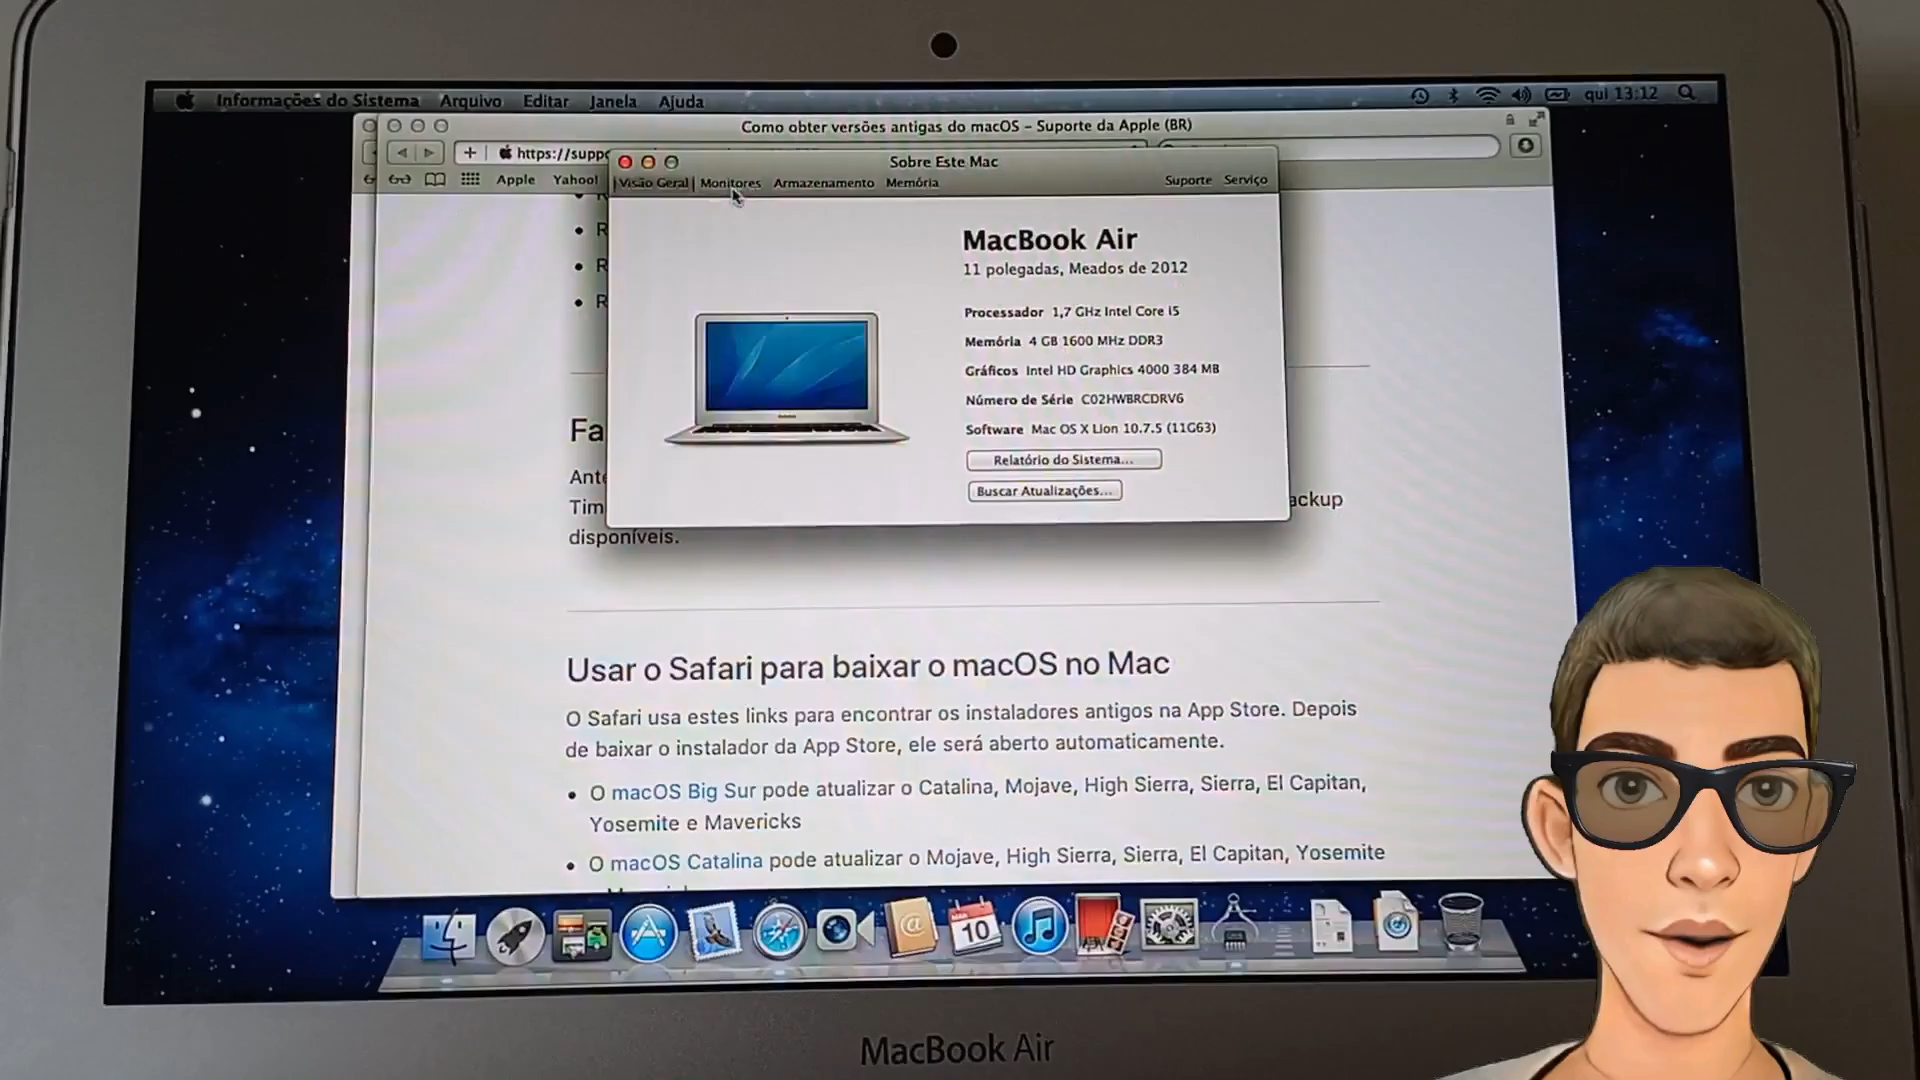 Informações do Sistema Arquivo Editar Janela Ajuda qui 13:12
Como obter versões antigas do macOS – Suporte da Apple (BR)
https://suppo
Apple Yahoo!
Sobre Este Mac
Visão Geral Monitores Armazenamento Memória Suporte Serviço
MacBook Air
11 polegadas, Meados de 2012
Processador 1,7 GHz Intel Core i5
Memória 4 GB 1600 MHz DDR3
Gráficos Intel HD Graphics 4000 384 MB
Número de Série C02HWBRCDRV6
Software Mac OS X Lion 10.7.5 (11G63)
Relatório do Sistema...
Buscar Atualizações...
R
R
R
Fa
Ante
Tim ackup
disponíveis.
Usar o Safari para baixar o macOS no Mac
O Safari usa estes links para encontrar os instaladores antigos na App Store. Depois
de baixar o instalador da App Store, ele será aberto automaticamente.
• O macOS Big Sur pode atualizar o Catalina, Mojave, High Sierra, Sierra, El Capitan,
Yosemite e Mavericks
• O macOS Catalina pode atualizar o Mojave, High Sierra, Sierra, El Capitan, Yosemite
10
MacBook Air